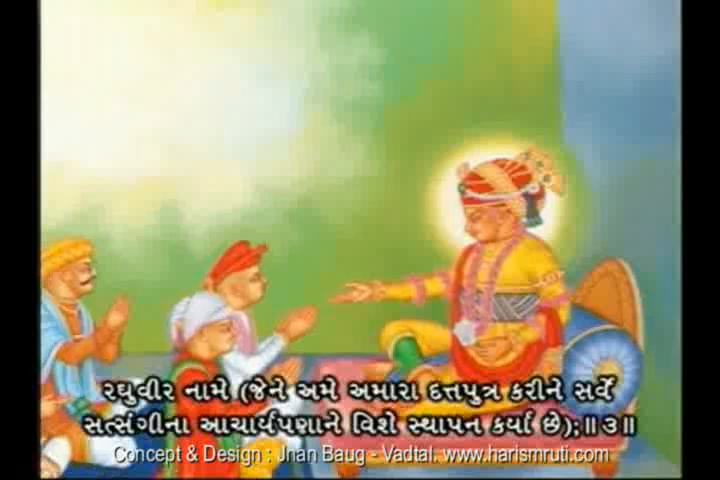 રઘુવીર નામે (જેને અમે અમારા દત્તપુત્ર કરીને સર્વે
સત્સંગીના આચાર્યપણાને વિશે સ્થાપન કર્યા છે);॥૩॥
Concept & Design : Jnan Baug - Vadtal. www.harismruti.com